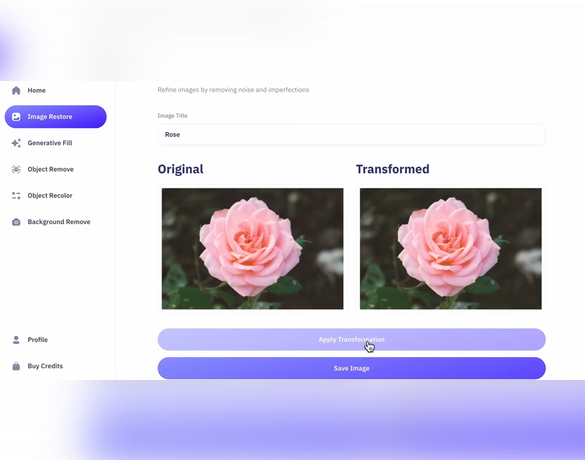 Home
Image Restore
Generative Fill
Object Remove
Object Recolor
Background Remove
Profile
Buy Credits
Refine images by removing noise and imperfections
Image Title
Rose
Original
Transformed
Apply Transformation
Save Image